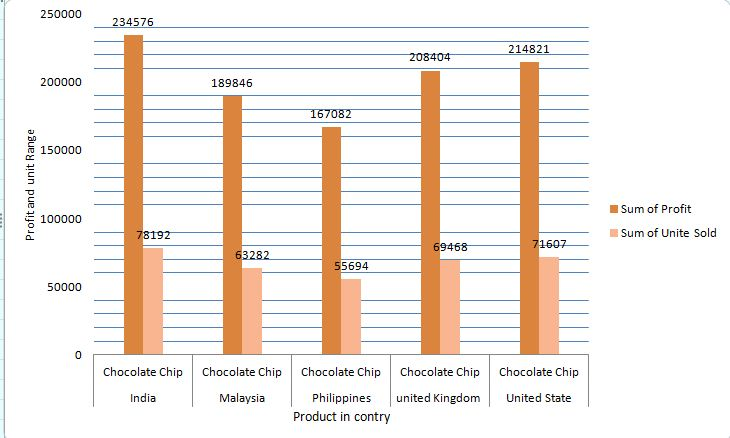 250000
200000
150000
100000
50000
0
Profit and unit Range
234576
78192
189846
63282
167082
55694
208404
69468
214821
71607
Chocolate Chip Chocolate Chip Chocolate Chip Chocolate Chip Chocolate Chip
India Malaysia Philippines united Kingdom United State
Product in contry
Sum of Profit
Sum of Unite Sold